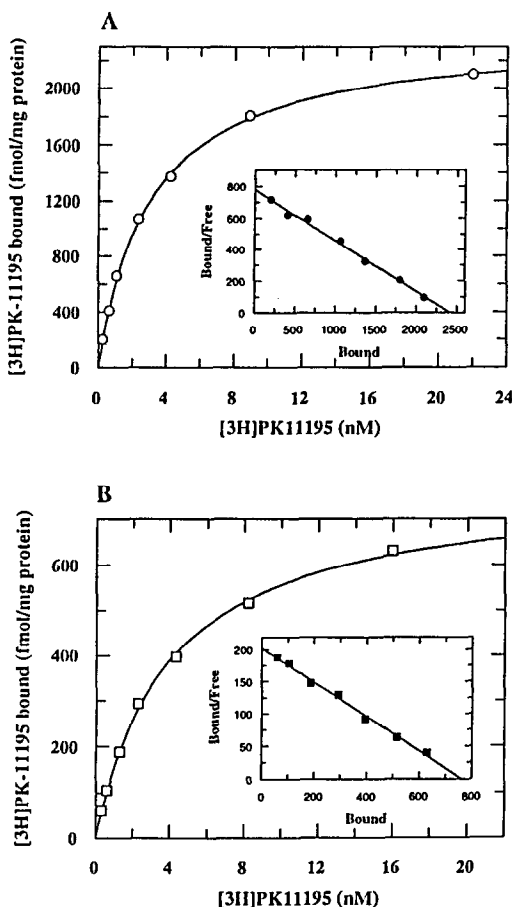 A
[3H]PK-11195 bound (fmol/mg protein)
2000
1600
1200
800
400
0
800
600
400
200
0
Bound/Free
0 500 1000 1500 2000 2500
Bound
0 4 8 12 16 20 24
[3H]PK11195 (nM)
B
[3H]PK-11195 bound (fmol/mg protein)
600
400
200
0
200
150
100
50
0
Bound/Free
0 200 400 600 800
Bound
0 4 8 12 16 20
[3H]PK11195 (nM)